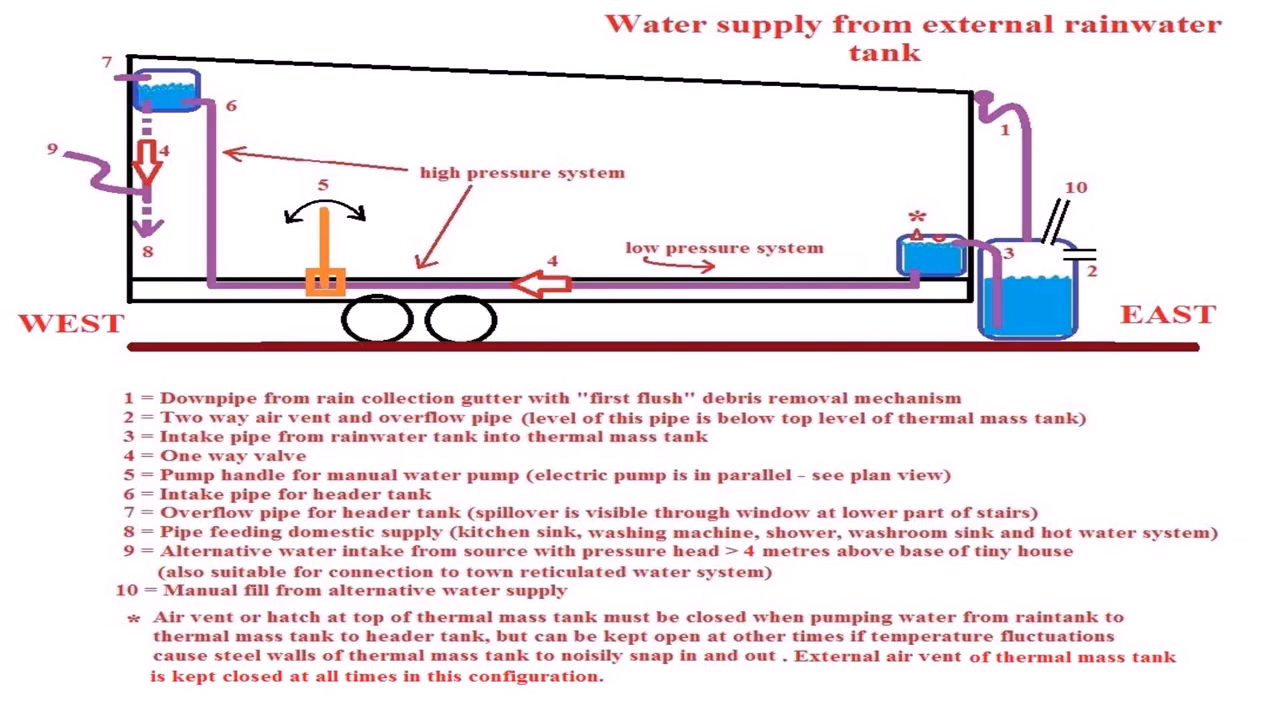 Water supply from external rainwater
tank
7
6
1
9
4
5
high pressure system
10
*
8
4
low pressure system
3
2
WEST
EAST
1 = Downpipe from rain collection gutter with "first flush" debris removal mechanism
2 = Two way air vent and overflow pipe (level of this pipe is below top level of thermal mass tank)
3 = Intake pipe from rainwater tank into thermal mass tank
4 = One way valve
5 = Pump handle for manual water pump (electric pump is in parallel - see plan view)
6 = Intake pipe for header tank
7 = Overflow pipe for header tank (spillover is visible through window at lower part of stairs)
8 = Pipe feeding domestic supply (kitchen sink, washing machine, shower, washroom sink and hot water system)
9 = Alternative water intake from source with pressure head > 4 metres above base of tiny house
(also suitable for connection to town reticulated water system)
10 = Manual fill from alternative water supply
* Air vent or hatch at top of thermal mass tank must be closed when pumping water from raintank to
thermal mass tank to header tank, but can be kept open at other times if temperature fluctuations
cause steel walls of thermal mass tank to noisily snap in and out . External air vent of thermal mass tank
is kept closed at all times in this configuration.